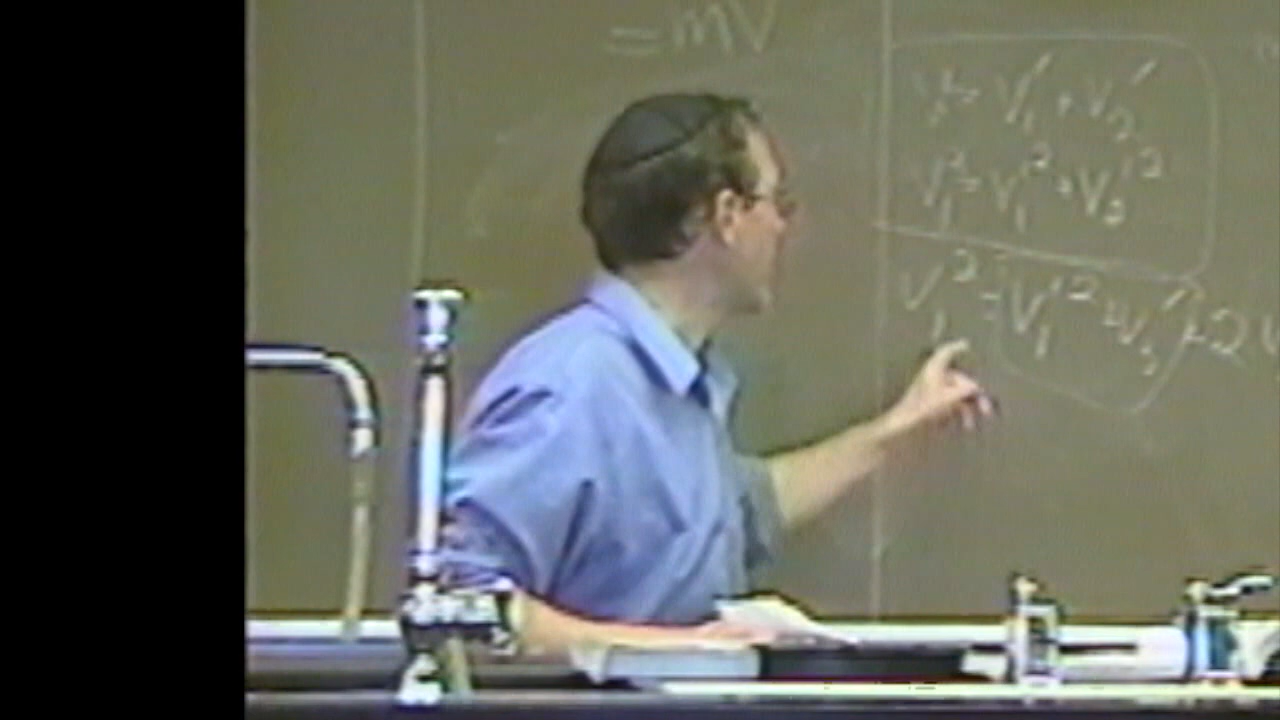 = mV
V₁ = V₁' + V₂'
V₁² = V₁'² + V₂'²
V₁² = V₁'² + V₂'² + 2V